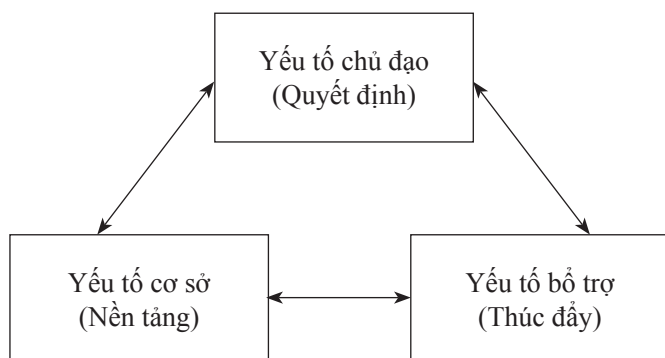 Yếu tố chủ đạo
(Quyết định)
Yếu tố cơ sở
(Nền tảng)
Yếu tố bổ trợ
(Thúc đẩy)